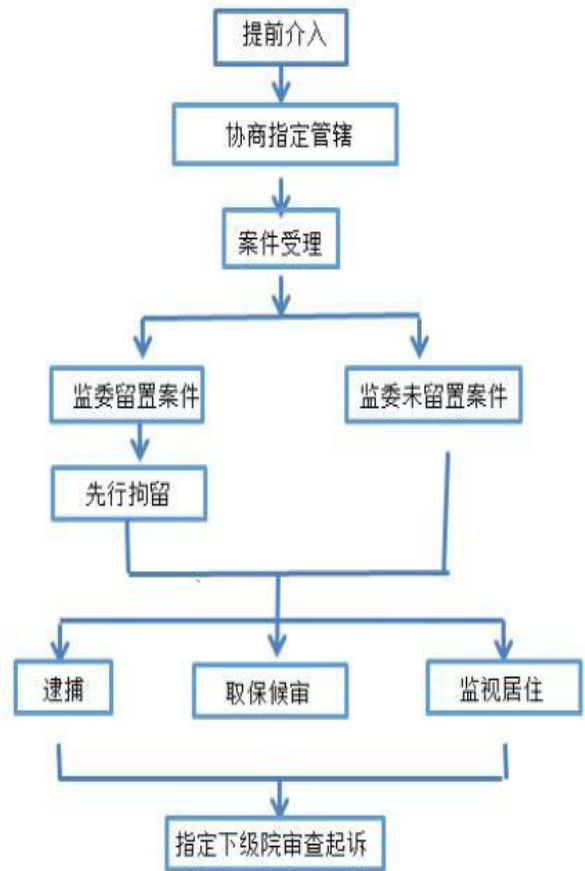 提前介入
协商指定管辖
案件受理
监委留置案件
监委未留置案件
先行拘留
逮捕
取保候审
监视居住
指定下级院审查起诉